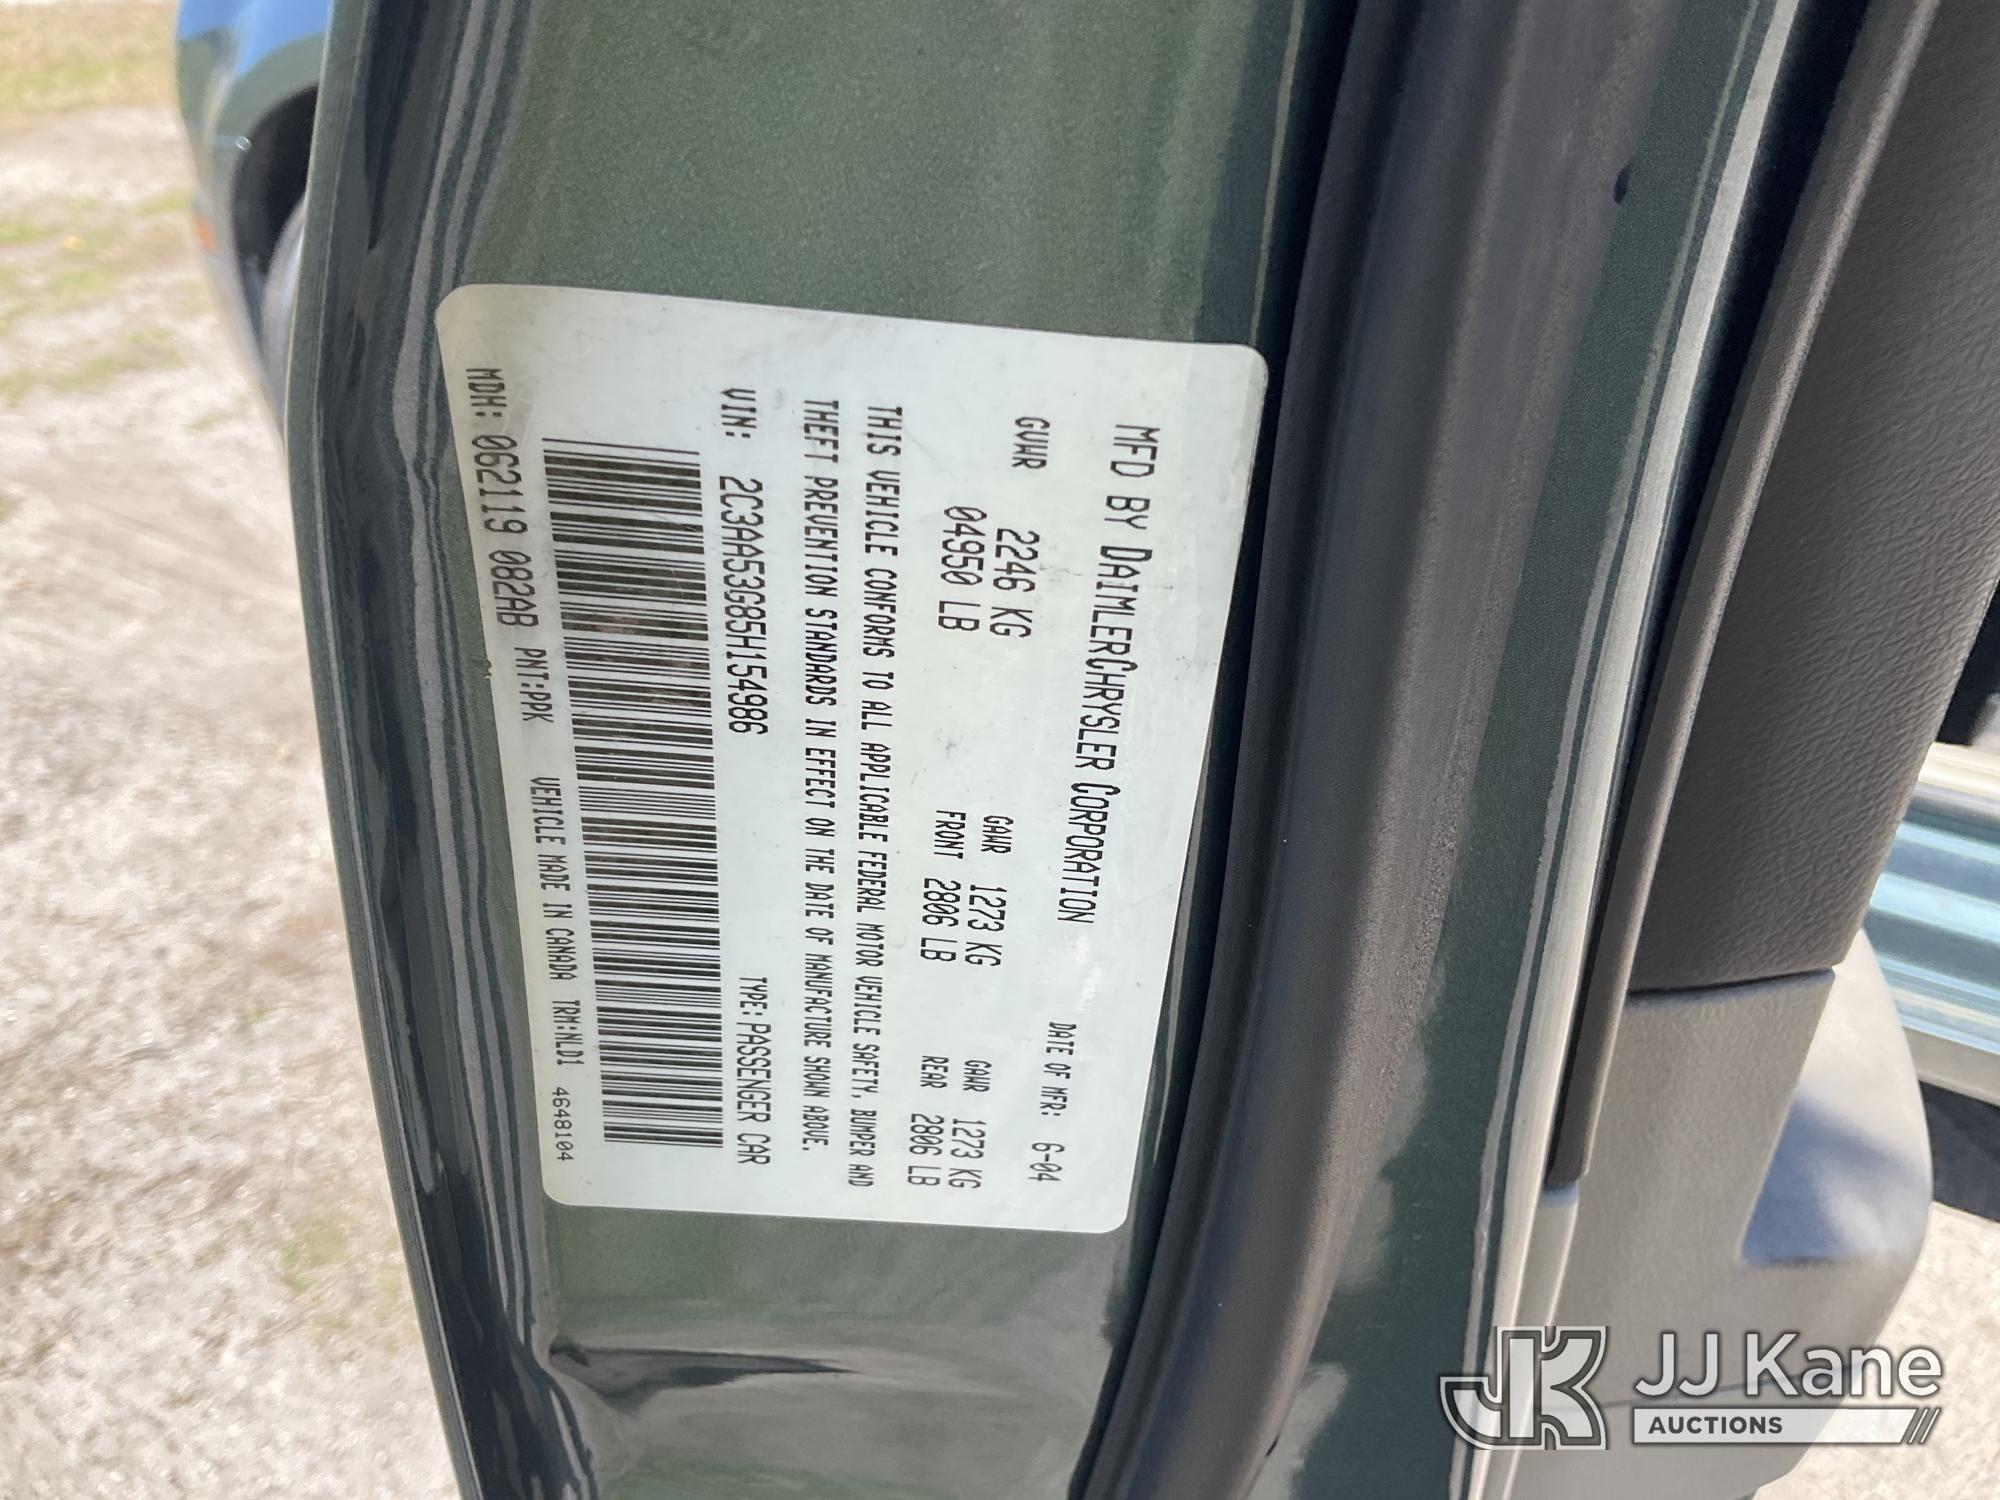 MFD BY DAIMLERCHRYSLER CORPORATION DATE OF MFR: 6-04
GVWR 2246 KG GAWR 1273 KG GAWR 1273 KG
04950 LB FRONT 2806 LB REAR 2806 LB
THIS VEHICLE CONFORMS TO ALL APPLICABLE FEDERAL MOTOR VEHICLE SAFETY, BUMPER AND
THEFT PREVENTION STANDARDS IN EFFECT ON THE DATE OF MANUFACTURE SHOWN ABOVE.
VIN: 2C3AA53G85H154986 TYPE: PASSENGER CAR
MDH: 062119 082AB PNT:PPK VEHICLE MADE IN CANADA TRM:NLD1 4648104
JK JJ Kane
AUCTIONS